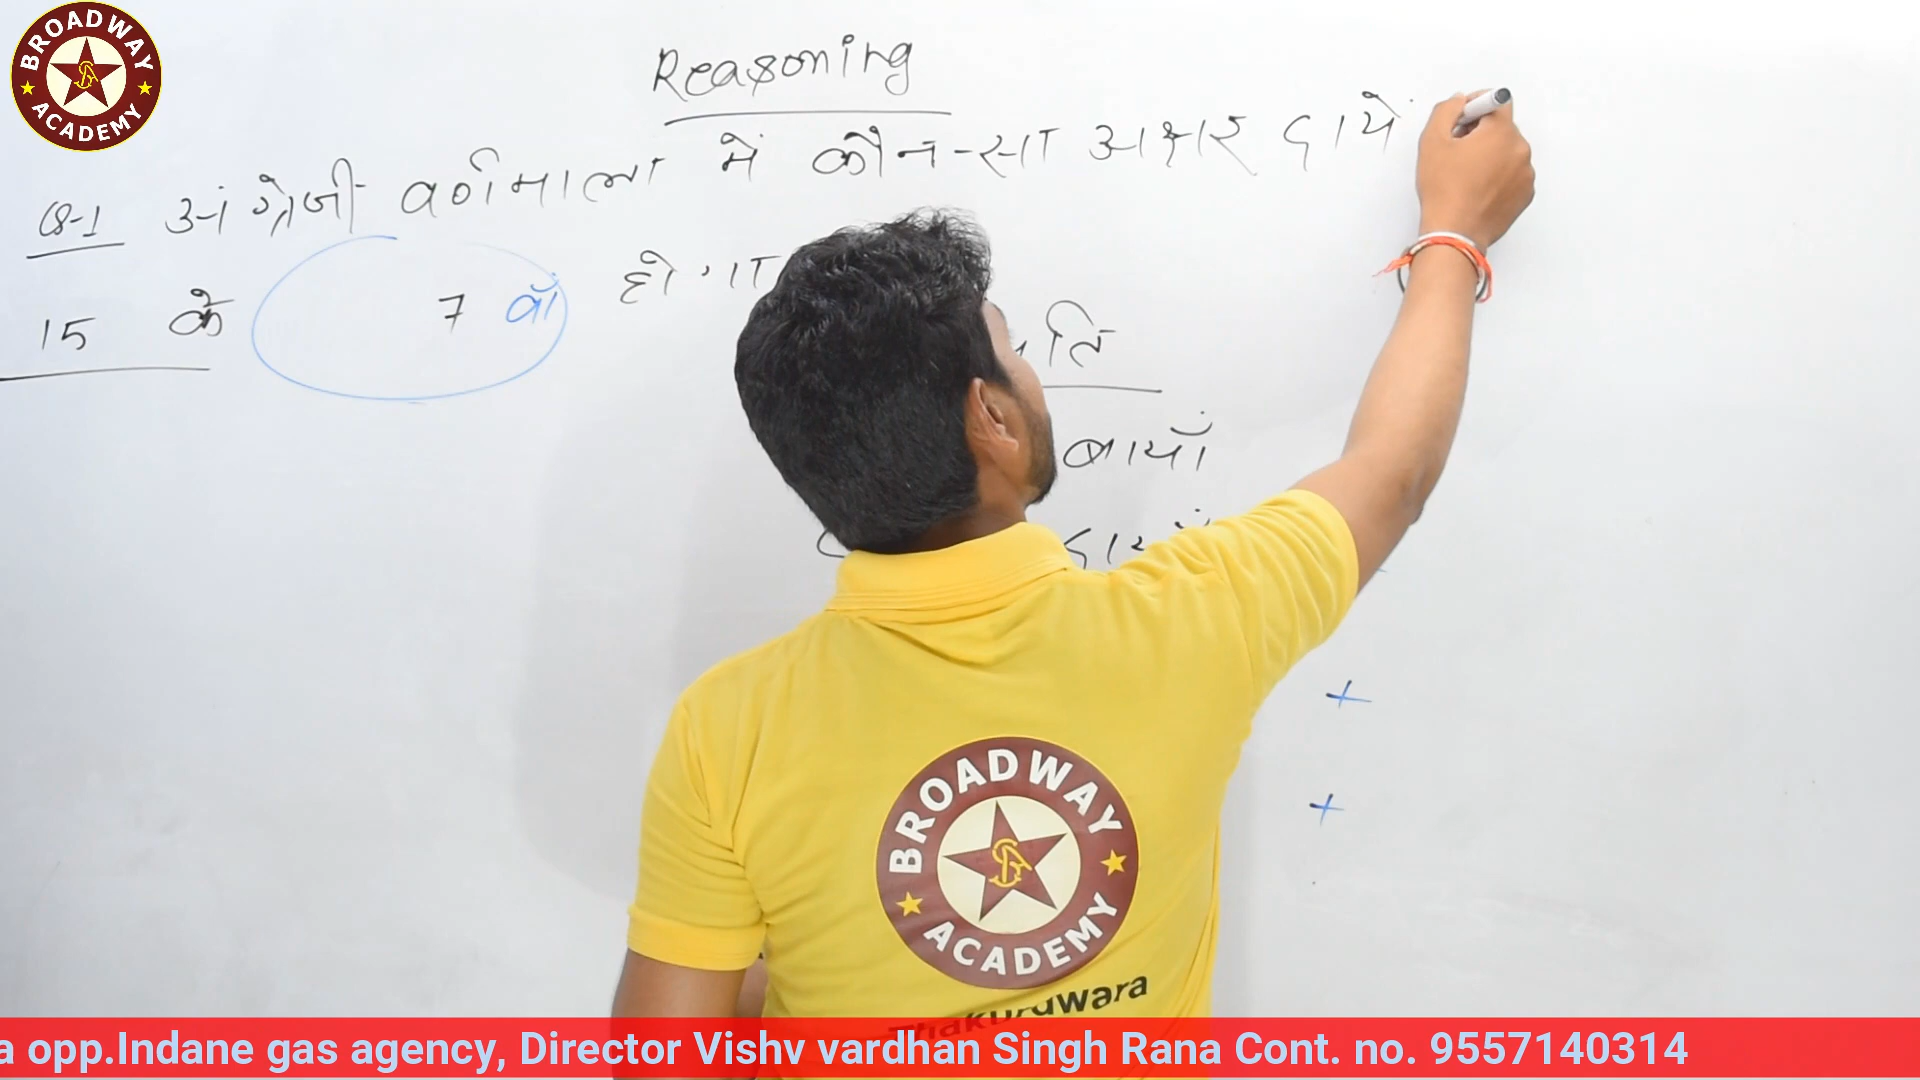 BROADWAY ACADEMY
Reasoning
Q-1 अंग्रेजी वर्णमाला में कौन-सा अक्षर दायें
15 के 7 वाँ होगा
बायाँ
+
+
BROADWAY ACADEMY
a opp.Indane gas agency, Director Vishv vardhan Singh Rana Cont. no. 9557140314